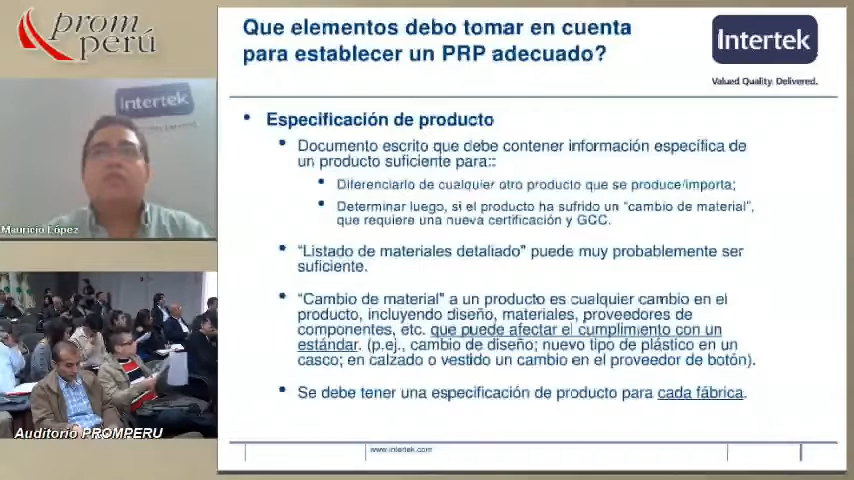 prom
perú
Intertek
Mauricio López
Auditorio PROMPERU
Que elementos debo tomar en cuenta
para establecer un PRP adecuado?
Intertek
Valued Quality. Delivered.
• Especificación de producto
• Documento escrito que debe contener información específica de
un producto suficiente para::
• Diferenciarlo de cualquier otro producto que se produce/importa;
• Determinar luego, si el producto ha sufrido un “cambio de material”,
que requiere una nueva certificación y GCC.
• “Listado de materiales detallado” puede muy probablemente ser
suficiente.
• “Cambio de material” a un producto es cualquier cambio en el
producto, incluyendo diseño, materiales, proveedores de
componentes, etc. que puede afectar el cumplimiento con un
estándar. (p.ej., cambio de diseño; nuevo tipo de plástico en un
casco; en calzado o vestido un cambio en el proveedor de botón).
• Se debe tener una especificación de producto para cada fábrica.
www.intertek.com